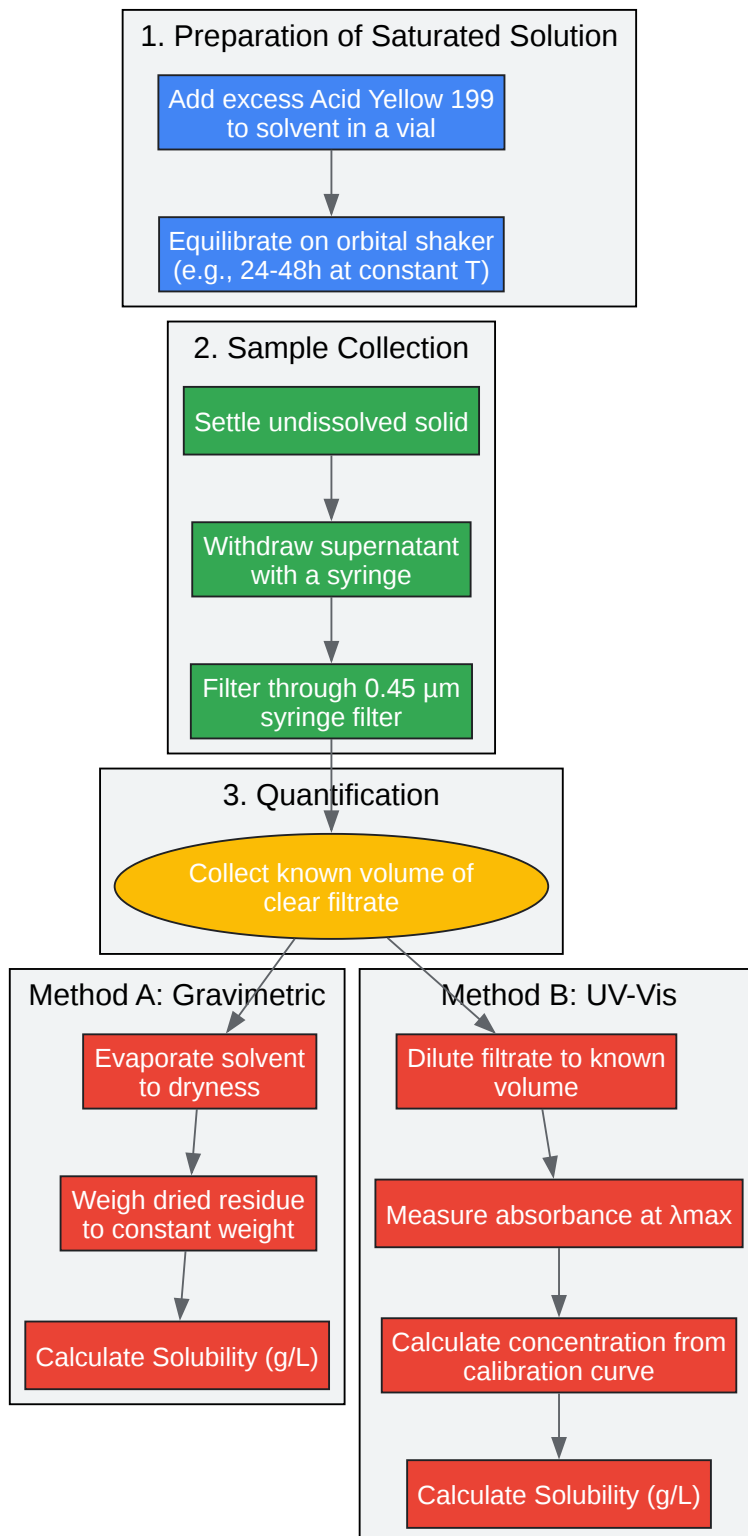 1. Preparation of Saturated Solution
Add excess Acid Yellow 199
to solvent in a vial
Equilibrate on orbital shaker
(e.g., 24-48h at constant T)
2. Sample Collection
Settle undissolved solid
Withdraw supernatant
with a syringe
Filter through 0.45 µm
syringe filter
3. Quantification
Collect known volume of
clear filtrate
Method A: Gravimetric
Evaporate solvent
to dryness
Weigh dried residue
to constant weight
Calculate Solubility (g/L)
Method B: UV-Vis
Dilute filtrate to known
volume
Measure absorbance at λmax
Calculate concentration from
calibration curve
Calculate Solubility (g/L)